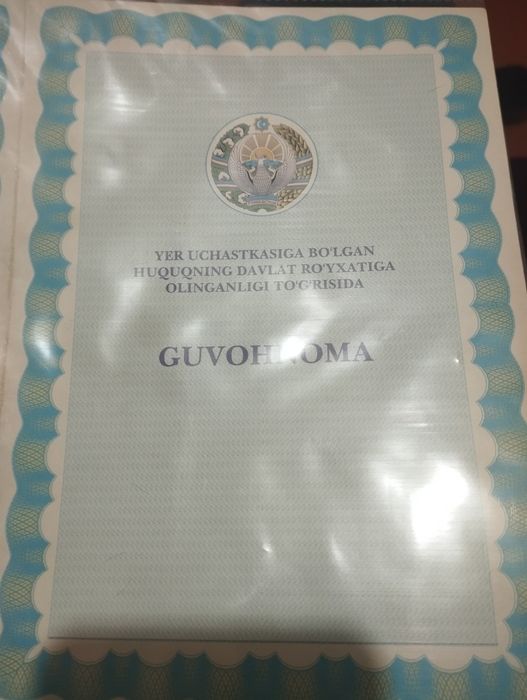 YER UCHASTKASIGA BO'LGAN
HUQUQNING DAVLAT RO'YXATIGA
OLINGANLIGI TO'G'RISIDA
GUVOHNOMA